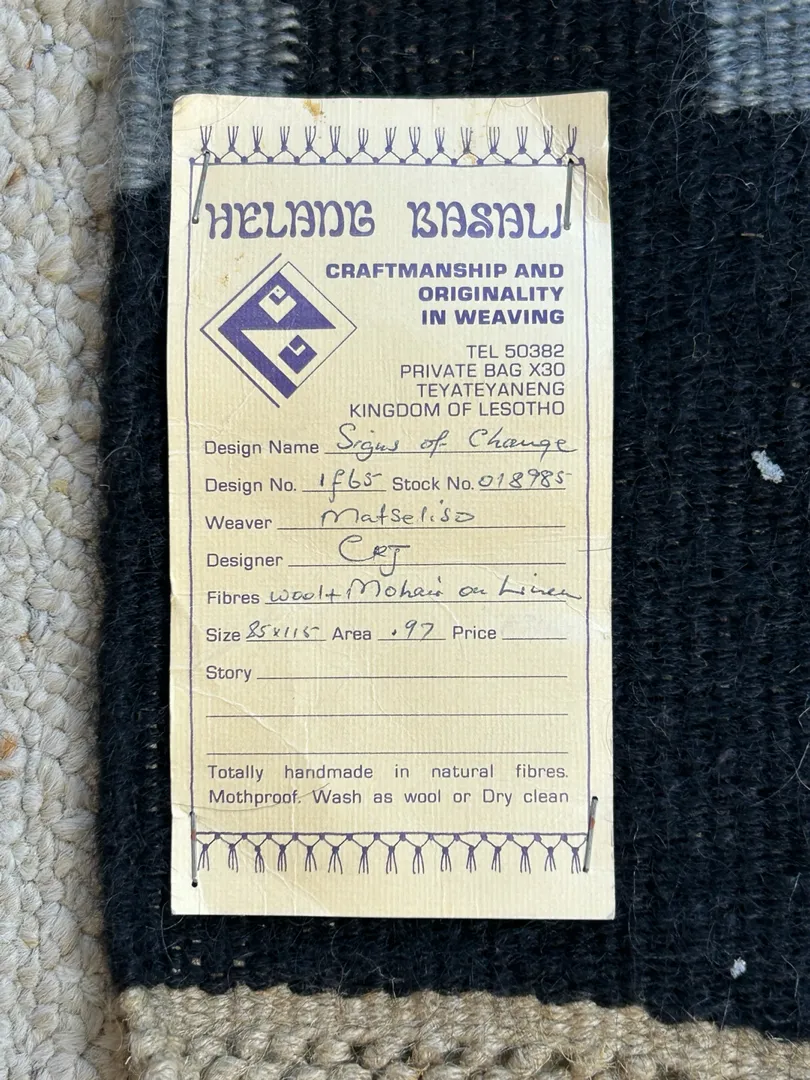 HELANG BASALI
CRAFTMANSHIP AND
ORIGINALITY
IN WEAVING
TEL 50382
PRIVATE BAG X30
TEYATEYANENG
KINGDOM OF LESOTHO
Design Name Signs of Change
Design No. 1f65 Stock No. 018985
Weaver Matseliso
Designer CRJ
Fibres wool + Mohair on Linen
Size 85x115 Area .97 Price
Story
Totally handmade in natural fibres.
Mothproof. Wash as wool or Dry clean